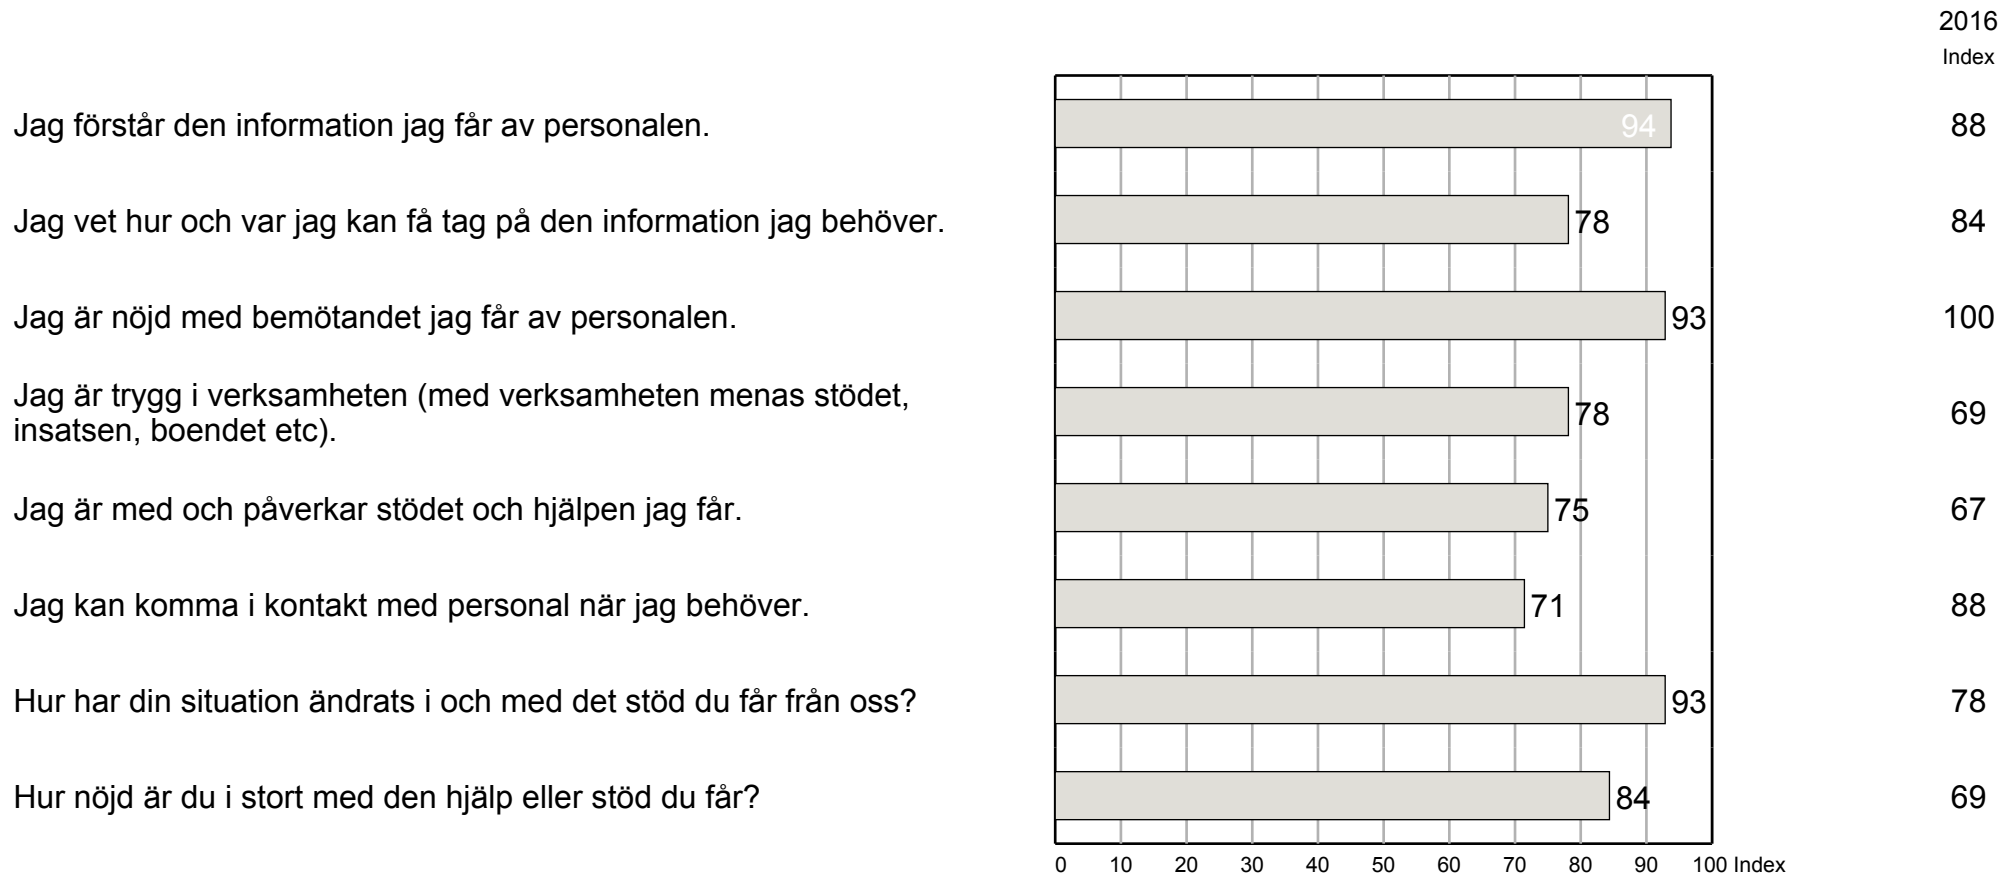 2016
Index
Jag förstår den information jag får av personalen. 94 88
Jag vet hur och var jag kan få tag på den information jag behöver. 78 84
Jag är nöjd med bemötandet jag får av personalen. 93 100
Jag är trygg i verksamheten (med verksamheten menas stödet,
insatsen, boendet etc). 78 69
Jag är med och påverkar stödet och hjälpen jag får. 75 67
Jag kan komma i kontakt med personal när jag behöver. 71 88
Hur har din situation ändrats i och med det stöd du får från oss? 93 78
Hur nöjd är du i stort med den hjälp eller stöd du får? 84 69
0 10 20 30 40 50 60 70 80 90 100 Index